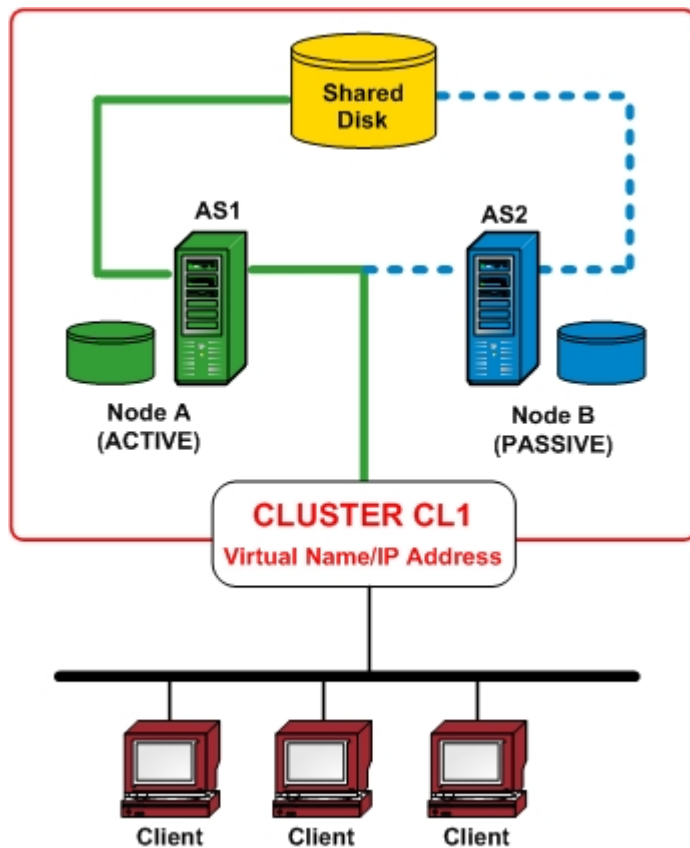 Shared
Disk
AS1
AS2
Node A
(ACTIVE)
Node B
(PASSIVE)
CLUSTER CL1
Virtual Name/IP Address
Client
Client
Client